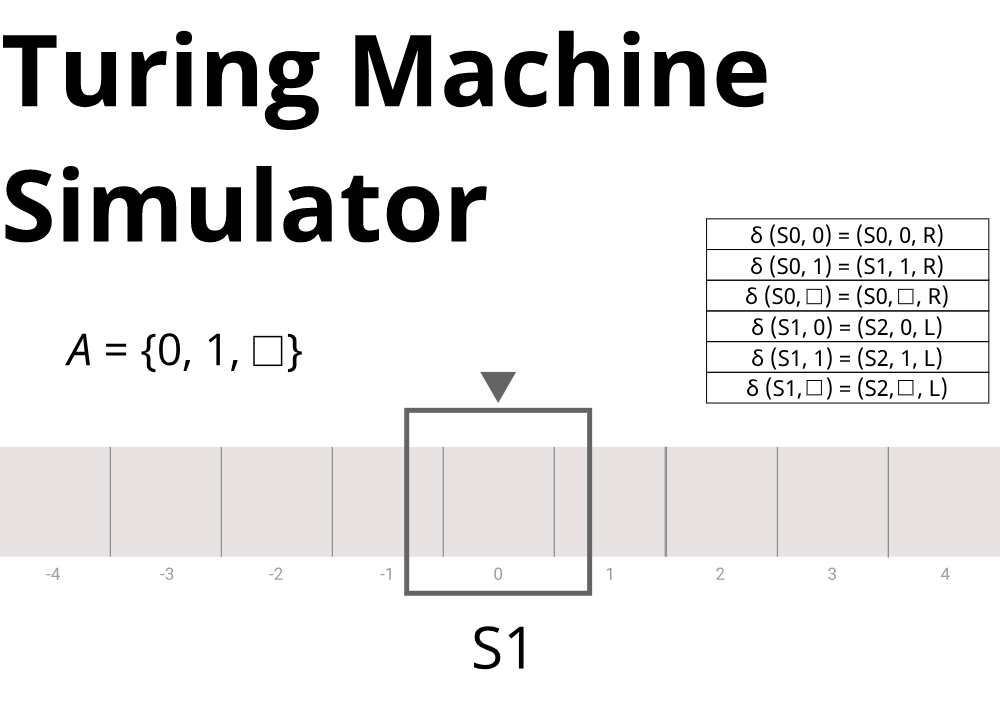 Turing Machine
Simulator
δ (S0, 0) = (S0, 0, R)
δ (S0, 1) = (S1, 1, R)
δ (S0,□) = (S0,□, R)
δ (S1, 0) = (S2, 0, L)
δ (S1, 1) = (S2, 1, L)
δ (S1,□) = (S2,□, L)
A = {0, 1, □}
-4 -3 -2 -1 0 1 2 3 4
S1